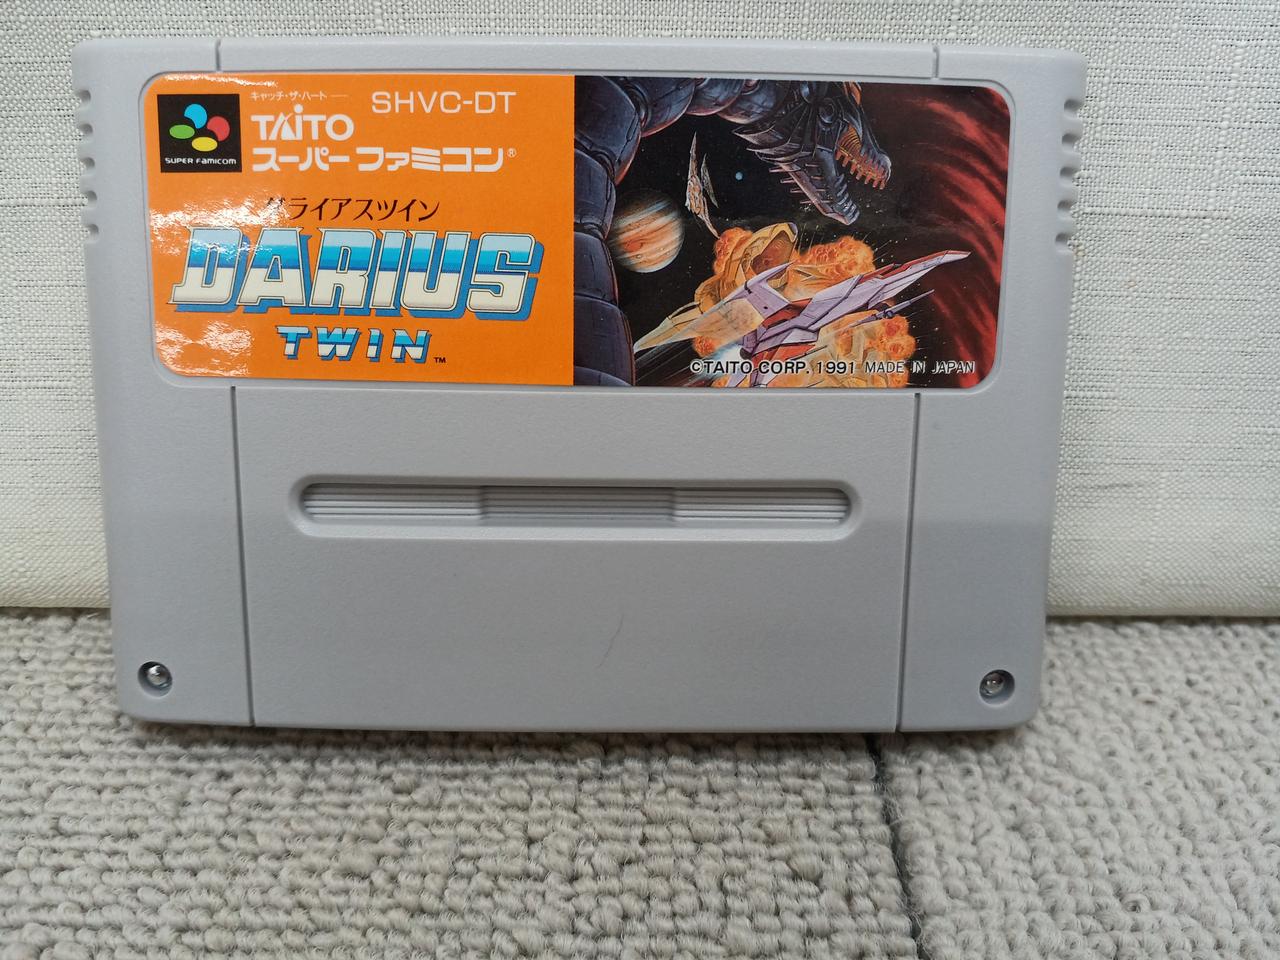 キャッチ・ザ・ハート
SHVC-DT
TAITO
スーパーファミコン®
SUPER FAMICOM
ダライアスツイン
DARIUS
TWIN™
©TAITO CORP. 1991 MADE IN JAPAN